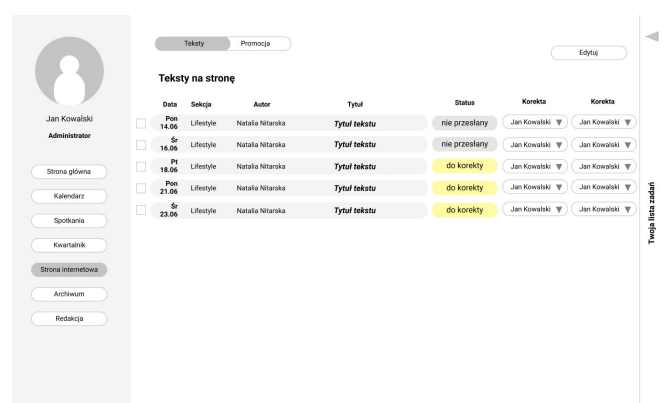 Teksty Promocja
Edytuj
Teksty na stronę
Jan Kowalski
Administrator
Strona główna
Kalendarz
Spotkania
Kwartalnik
Strona internetowa
Archiwum
Redakcja
Data Sekcja Autor Tytuł Status Korekta Korekta
Pon
14.06 Lifestyle Natalia Nitarska Tytuł tekstu nie przesłany Jan Kowalski Jan Kowalski
Śr
16.06 Lifestyle Natalia Nitarska Tytuł tekstu nie przesłany Jan Kowalski Jan Kowalski
Pt
18.06 Lifestyle Natalia Nitarska Tytuł tekstu do korekty Jan Kowalski Jan Kowalski
Pon
21.06 Lifestyle Natalia Nitarska Tytuł tekstu do korekty Jan Kowalski Jan Kowalski
Śr
23.06 Lifestyle Natalia Nitarska Tytuł tekstu do korekty Jan Kowalski Jan Kowalski
Twoja lista zadań